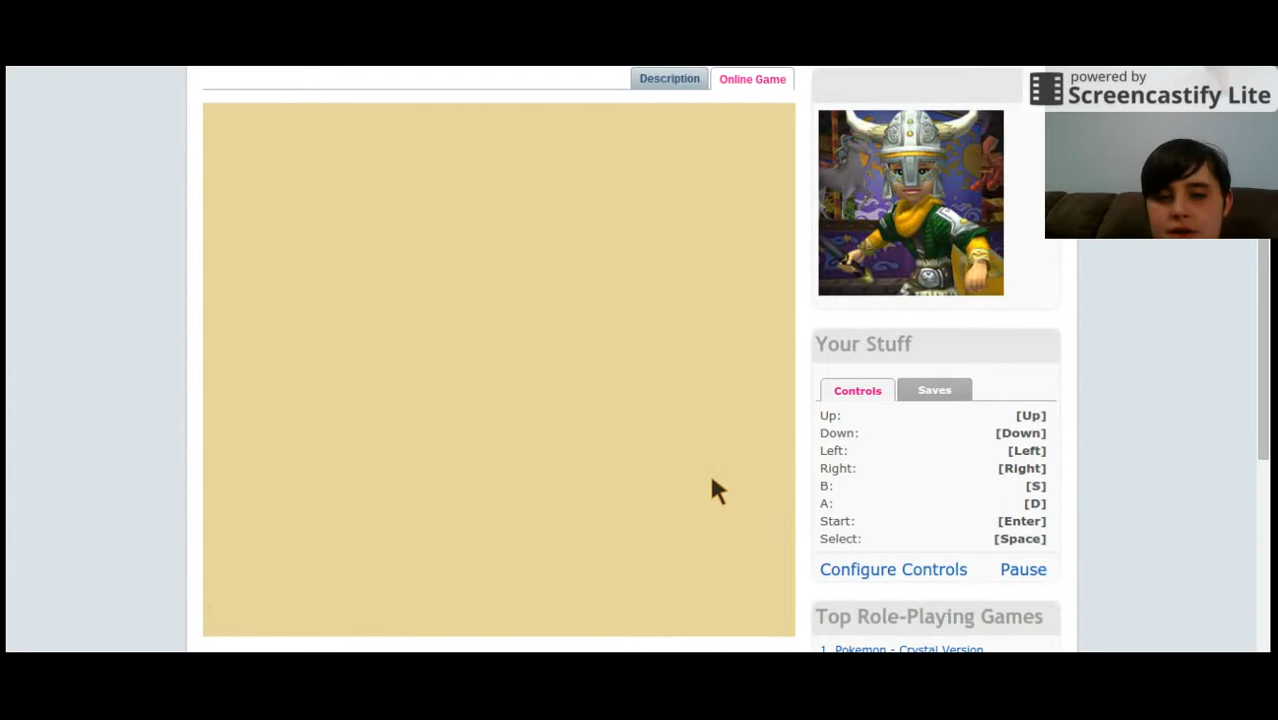 powered by
Screencastify Lite
Description
Online Game
Your Stuff
Controls
Saves
Up: [Up]
Down: [Down]
Left: [Left]
Right: [Right]
B: [S]
A: [D]
Start: [Enter]
Select: [Space]
Configure Controls Pause
Top Role-Playing Games
1. Pokemon - Crystal Version